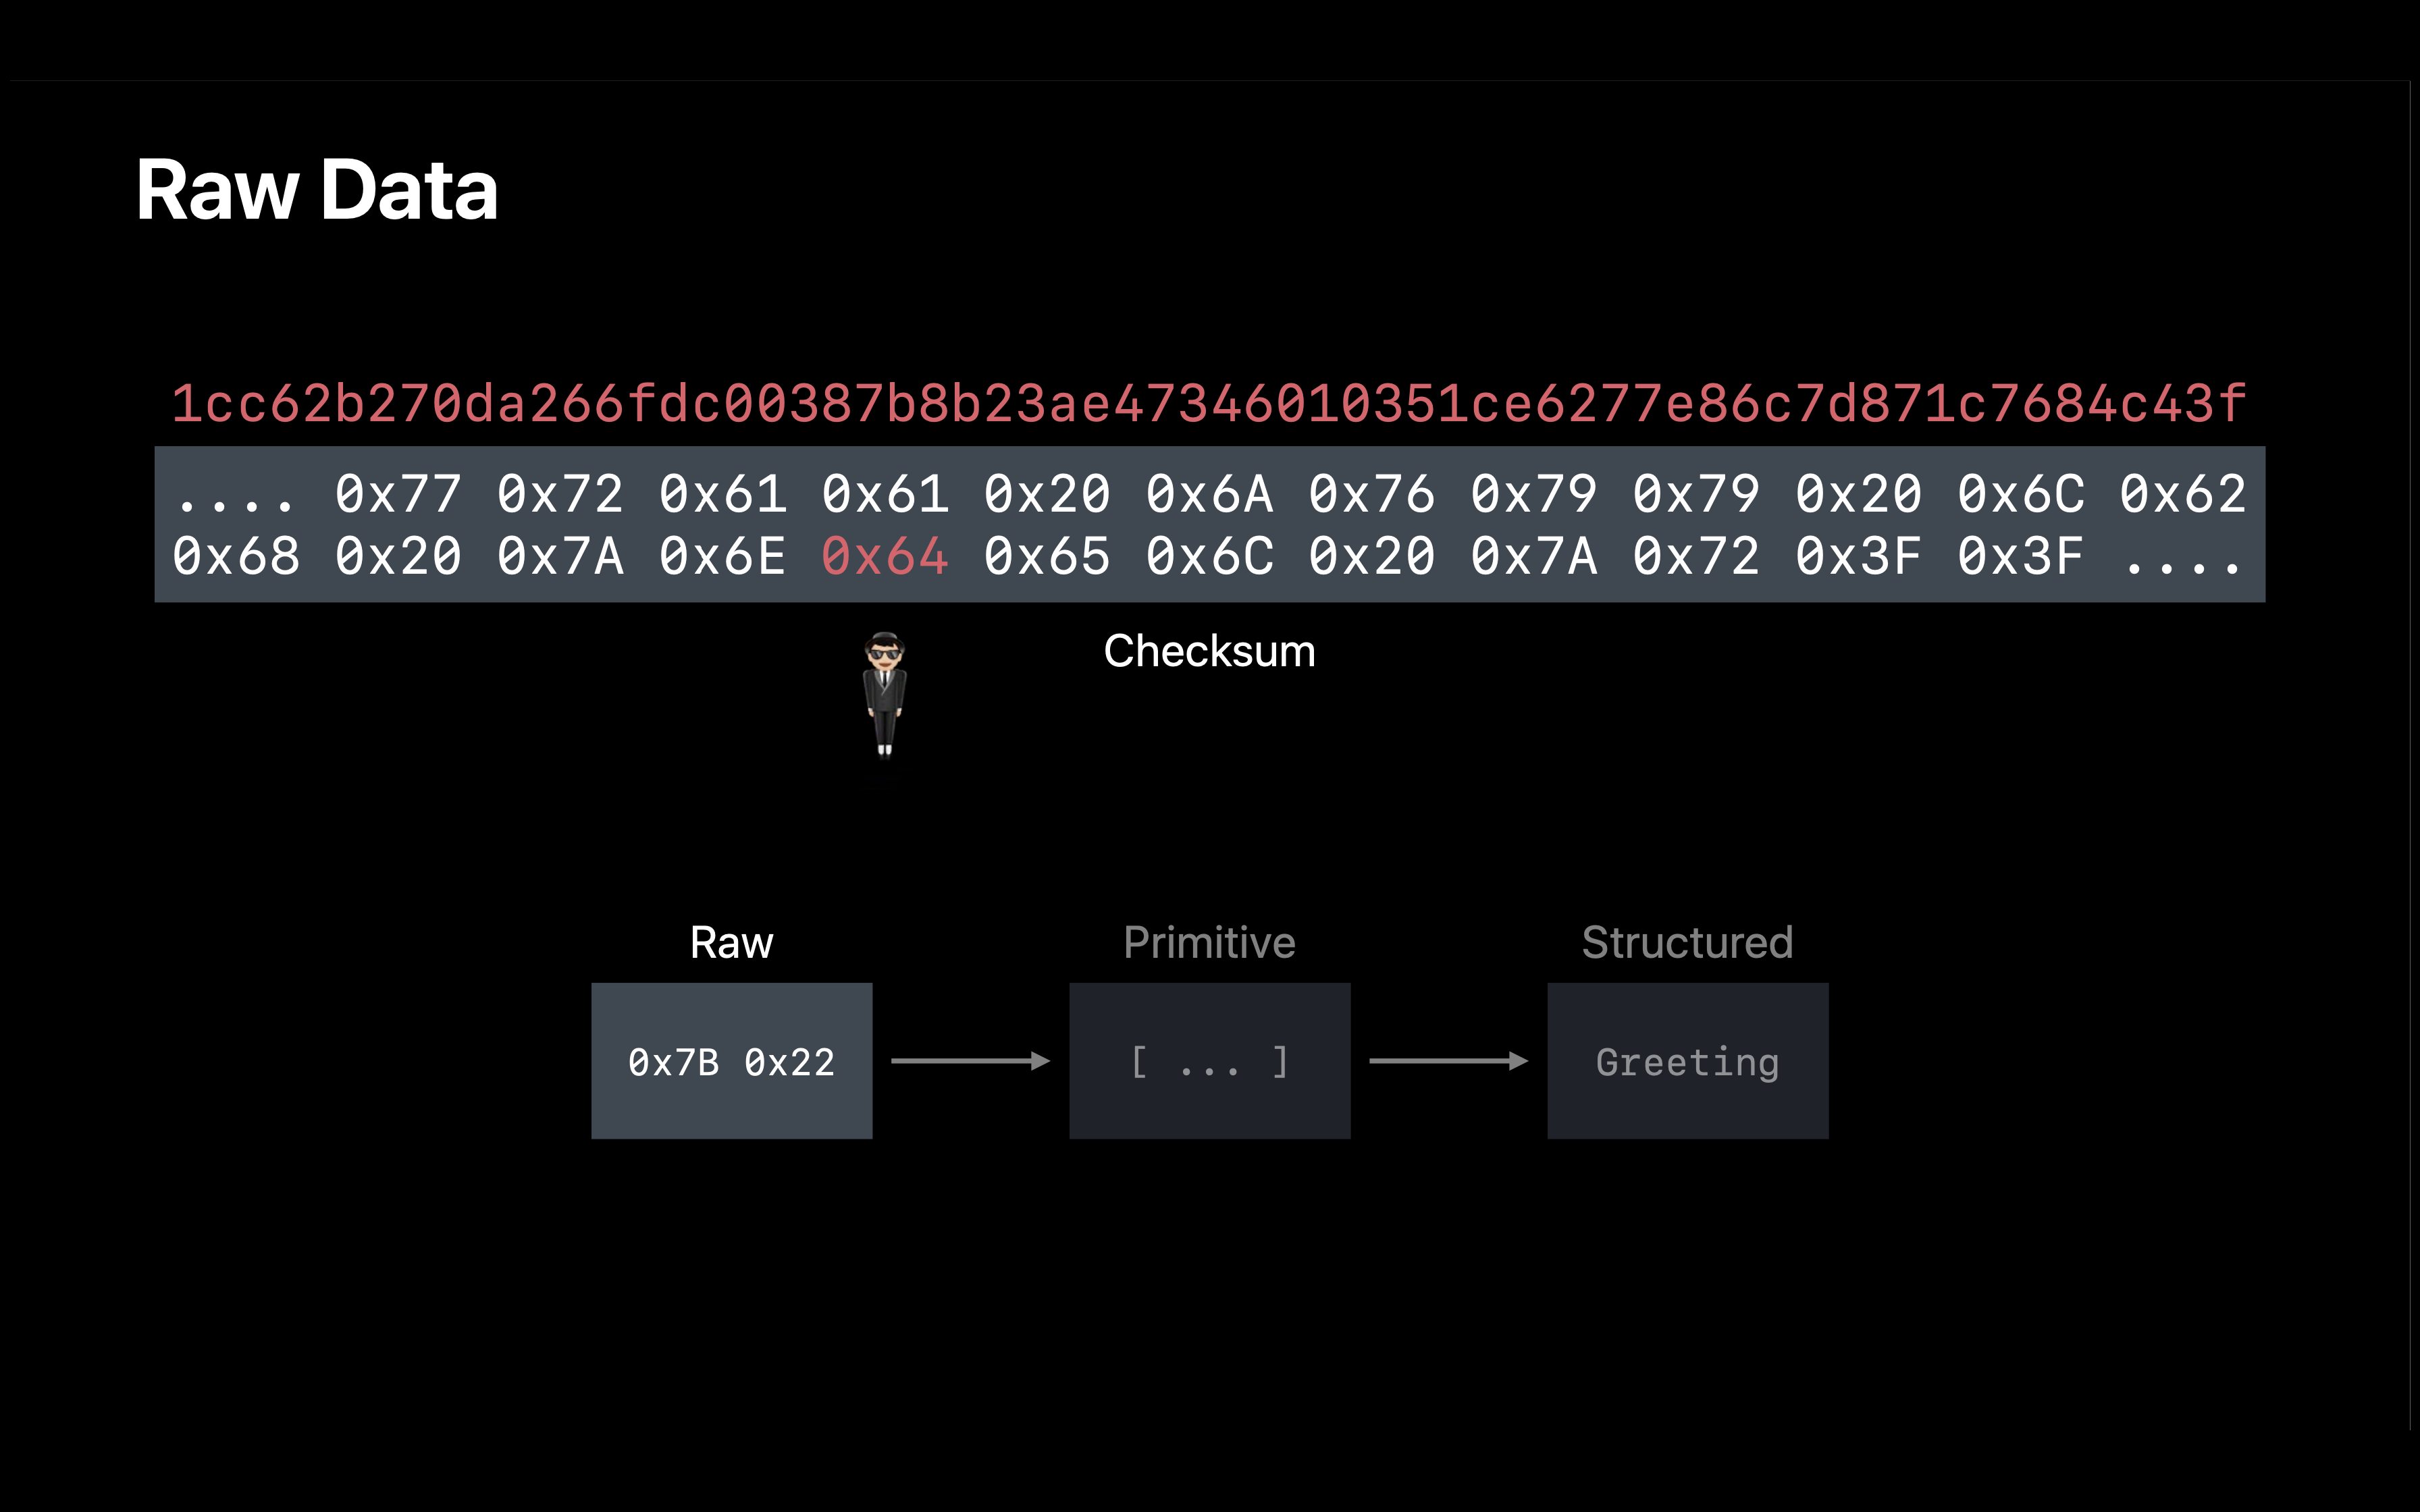 Raw Data
1cc62b270da266fdc00387b8b23ae47346010351ce6277e86c7d871c7684c43f
.... 0x77 0x72 0x61 0x61 0x20 0x6A 0x76 0x79 0x79 0x20 0x6C 0x62
0x68 0x20 0x7A 0x6E 0x64 0x65 0x6C 0x20 0x7A 0x72 0x3F 0x3F ....
Checksum
Raw
Primitive
Structured
0x7B 0x22
[ ... ]
Greeting